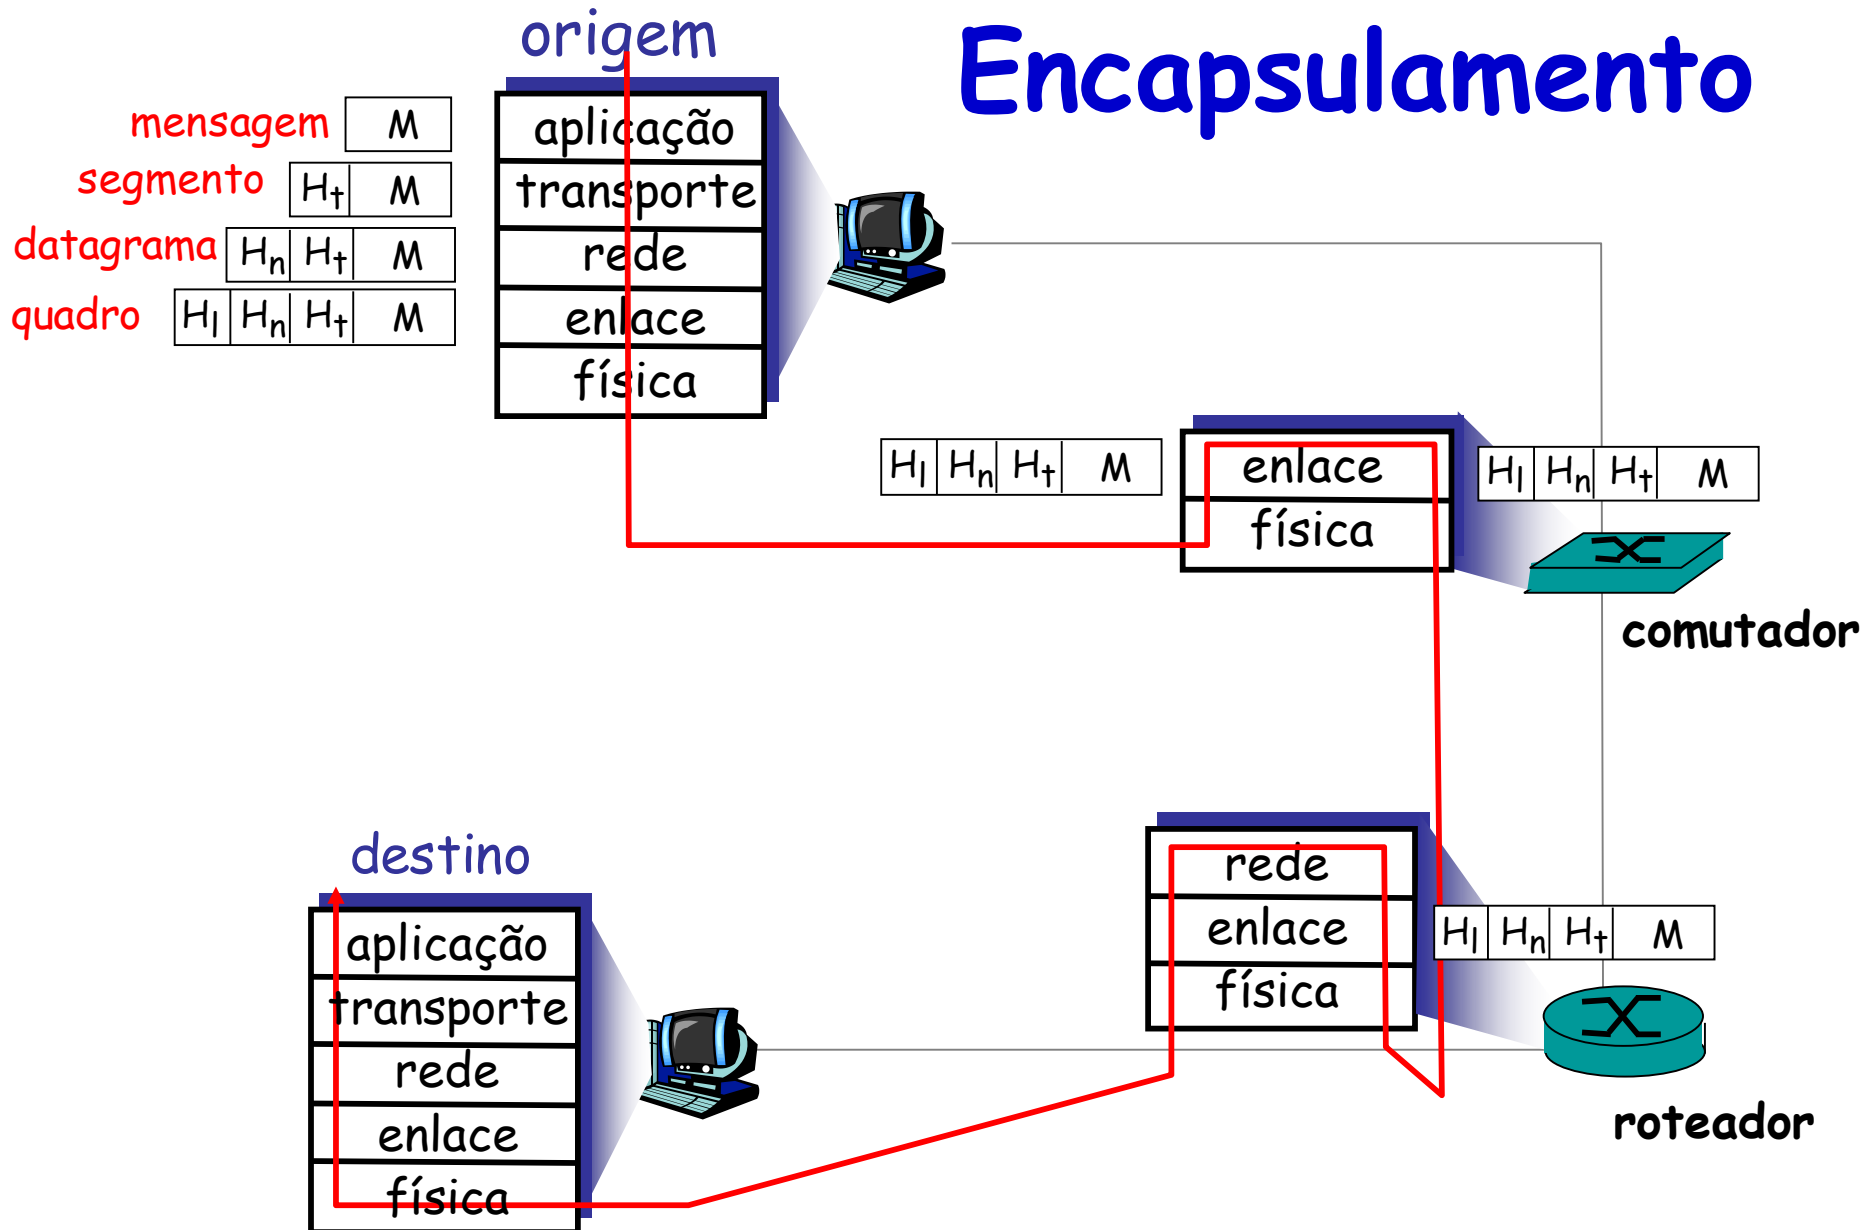 origem
Encapsulamento
mensagem M
aplicação
segmento Ht M
transporte
datagrama Hn Ht M
rede
quadro Hl Hn Ht M
enlace
física
Hl Hn Ht M
enlace
Hl Hn Ht M
física
comutador
destino
rede
aplicação
enlace
Hl Hn Ht M
transporte
física
rede
roteador
enlace
física